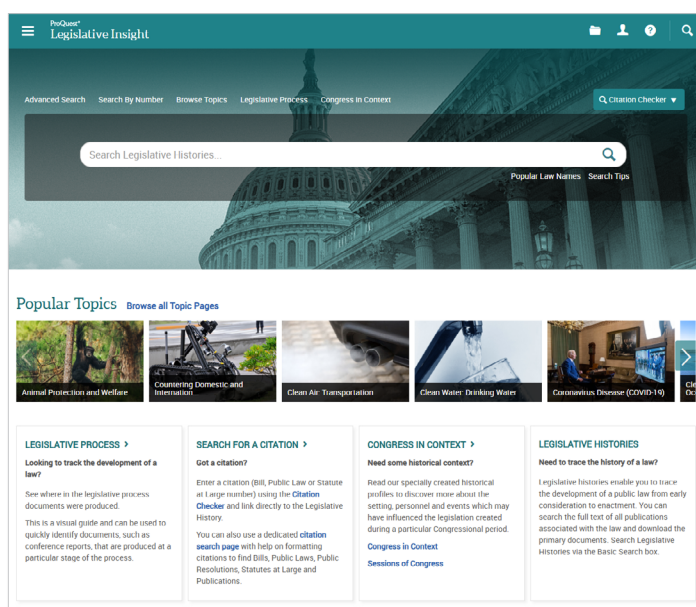 ProQuest®
Legislative Insight
Advanced Search Search By Number Browse Topics Legislative Process Congress in Context
Citation Checker
Search Legislative Histories...
Popular Law Names Search Tips
Popular Topics Browse all Topic Pages
Animal Protection and Welfare
Countering Domestic and
Internation
Clean Air: Transportation
Clean Water: Drinking Water
Coronavirus Disease (COVID-19)
Cle
LEGISLATIVE PROCESS >
Looking to track the development of a
law?
See where in the legislative process
documents were produced.
This is a visual guide and can be used to
quickly identify documents, such as
conference reports, that are produced at a
particular stage of the process.
SEARCH FOR A CITATION >
Got a citation?
Enter a citation (Bill, Public Law or Statute
at Large number) using the Citation
Checker and link directly to the Legislative
History.
You can also use a dedicated citation
search page with help on formatting
citations to find Bills, Public Laws, Public
Resolutions, Statutes at Large and
Publications.
CONGRESS IN CONTEXT >
Need some historical context?
Read our specially created historical
profiles to discover more about the
setting, personnel and events which may
have influenced the legislation created
during a particular Congressional period.
Congress in Context
Sessions of Congress
LEGISLATIVE HISTORIES
Need to trace the history of a law?
Legislative histories enable you to trace
the development of a public law from early
consideration to enactment. You can
search the full text of all publications
associated with the law and download the
primary documents. Search Legislative
Histories via the Basic Search box.